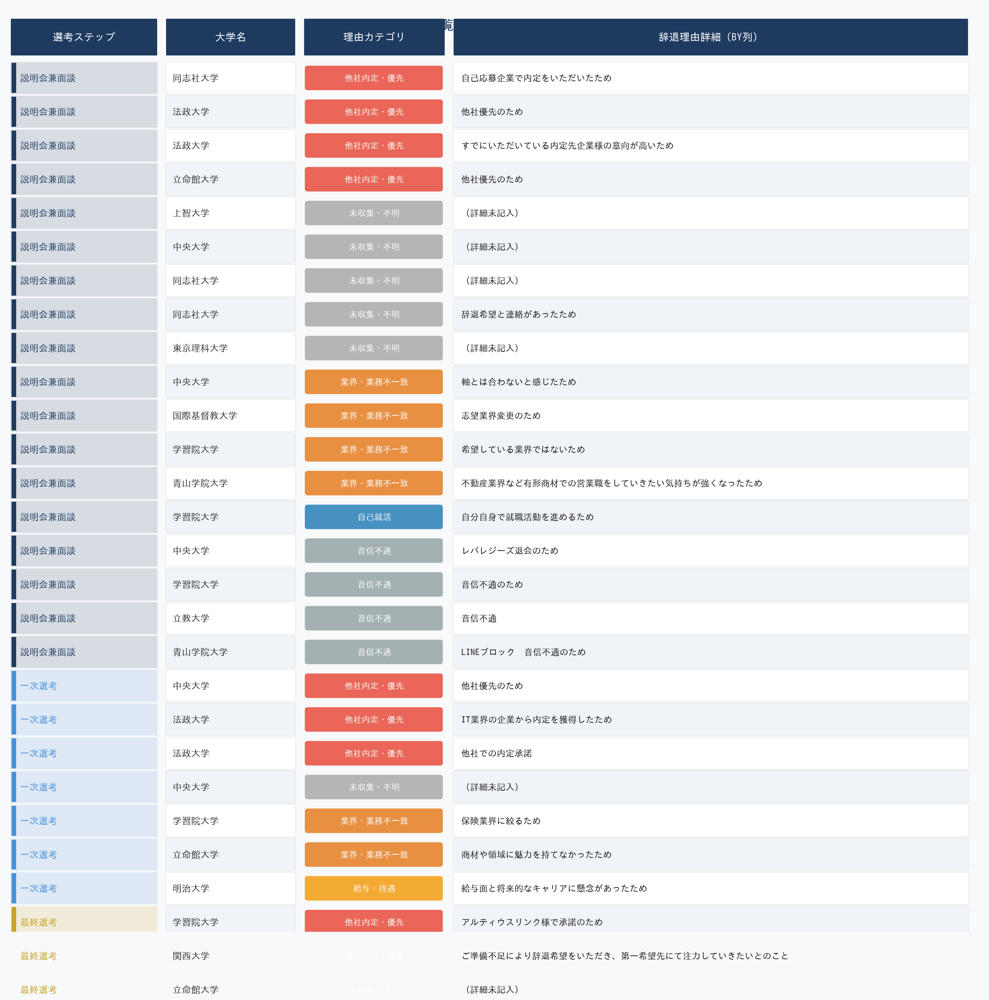 覧
選考ステップ 大学名 理由カテゴリ 辞退理由詳細（BY列）
説明会兼面談 同志社大学 他社内定・優先 自己応募企業で内定をいただいたため
説明会兼面談 法政大学 他社内定・優先 他社優先のため
説明会兼面談 法政大学 他社内定・優先 すでにいただいている内定先企業様の意向が高いため
説明会兼面談 立命館大学 他社内定・優先 他社優先のため
説明会兼面談 上智大学 未収集・不明 （詳細未記入）
説明会兼面談 中央大学 未収集・不明 （詳細未記入）
説明会兼面談 同志社大学 未収集・不明 （詳細未記入）
説明会兼面談 同志社大学 未収集・不明 辞退希望と連絡があったため
説明会兼面談 東京理科大学 未収集・不明 （詳細未記入）
説明会兼面談 中央大学 業界・業務不一致 軸とは合わないと感じたため
説明会兼面談 国際基督教大学 業界・業務不一致 志望業界変更のため
説明会兼面談 学習院大学 業界・業務不一致 希望している業界ではないため
説明会兼面談 青山学院大学 業界・業務不一致 不動産業界など有形商材での営業職をしていきたい気持ちが強くなったため
説明会兼面談 学習院大学 自己就活 自分自身で就職活動を進めるため
説明会兼面談 中央大学 音信不通 レバレジーズ退会のため
説明会兼面談 学習院大学 音信不通 音信不通のため
説明会兼面談 立教大学 音信不通 音信不通
説明会兼面談 青山学院大学 音信不通 LINEブロック　音信不通のため
一次選考 中央大学 他社内定・優先 他社優先のため
一次選考 法政大学 他社内定・優先 IT業界の企業から内定を獲得したため
一次選考 法政大学 他社内定・優先 他社での内定承諾
一次選考 中央大学 未収集・不明 （詳細未記入）
一次選考 学習院大学 業界・業務不一致 保険業界に絞るため
一次選考 立命館大学 業界・業務不一致 商材や領域に魅力を持てなかったため
一次選考 明治大学 給与・待遇 給与面と将来的なキャリアに懸念があったため
最終選考 学習院大学 他社内定・優先 アルティウスリンク様で承諾のため
最終選考 関西大学 他社内定・優先 ご準備不足により辞退希望をいただき、第一希望先にて注力していきたいとのこと
最終選考 立命館大学 未収集・不明 （詳細未記入）